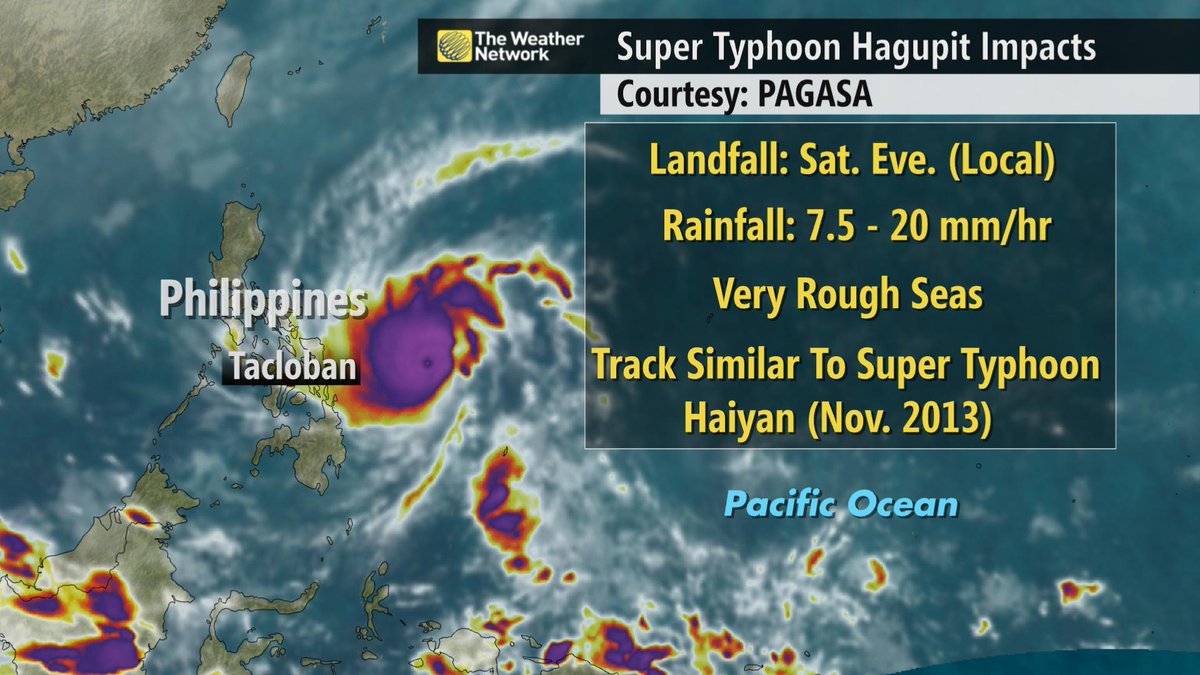 The Weather
Network
Super Typhoon Hagupit Impacts
Courtesy: PAGASA
Landfall: Sat. Eve. (Local)
Rainfall: 7.5 - 20 mm/hr
Very Rough Seas
Track Similar To Super Typhoon
Haiyan (Nov. 2013)
Philippines
Tacloban
Pacific Ocean